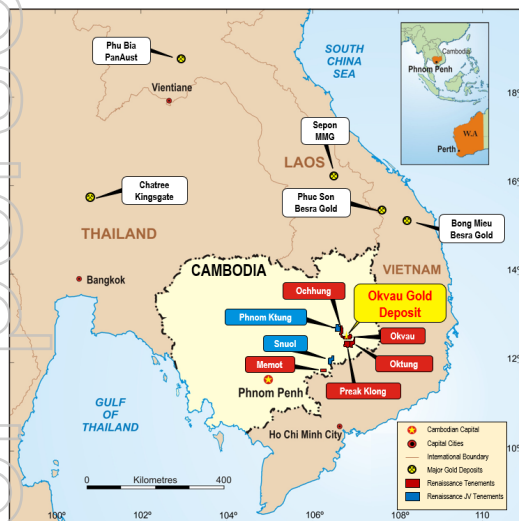 Phu Bia
PanAust
Vientiane
SOUTH
CHINA
SEA
Cambodia
Phnom Penh
W.A
Perth
18°
Sepon
MMG
LAOS
16°
Chatree
Kingsgate
Phuc Son
Besra Gold
Bong Mieu
Besra Gold
THAILAND
VIETNAM
14°
CAMBODIA
Bangkok
Ochhung
Okvau Gold
Deposit
Phnom Ktung
Okvau
Snuol
Oktung
12°
Memot
Preak Klong
Phnom Penh
GULF
OF
THAILAND
Ho Chi Minh City
10°
0 Kilometres 400
Cambodian Capital
Capital Cities
International Boundary
Major Gold Deposits
Renaissance Tenements
Renaissance JV Tenements
100° 102° 104° 106° 108° 110